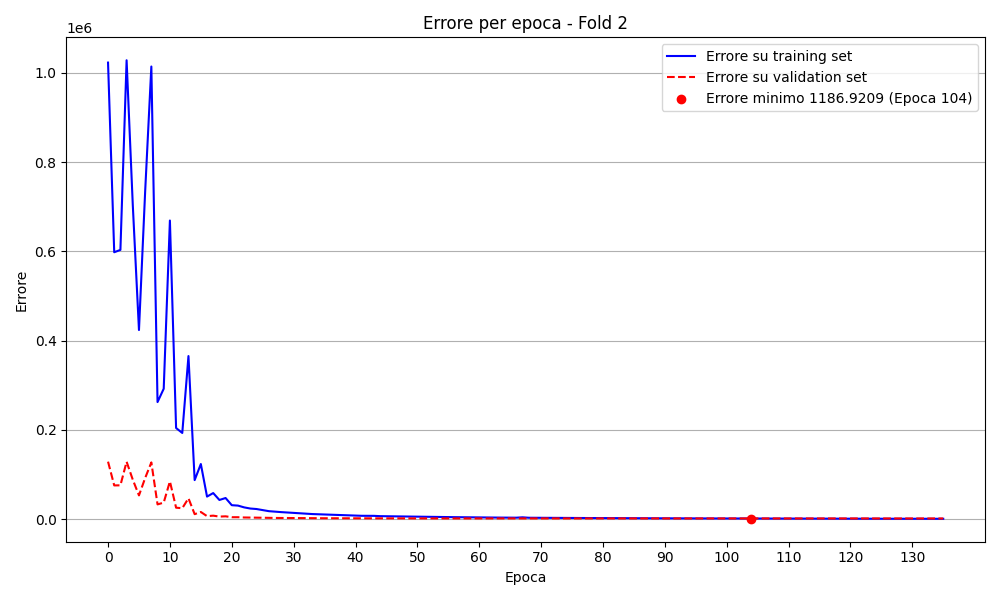 Errore per epoca - Fold 2
1e6
Errore su training set
Errore su validation set
Errore minimo 1186.9209 (Epoca 104)
1.0
0.8
0.6
0.4
0.2
0.0
Errore
0 10 20 30 40 50 60 70 80 90 100 110 120 130
Epoca